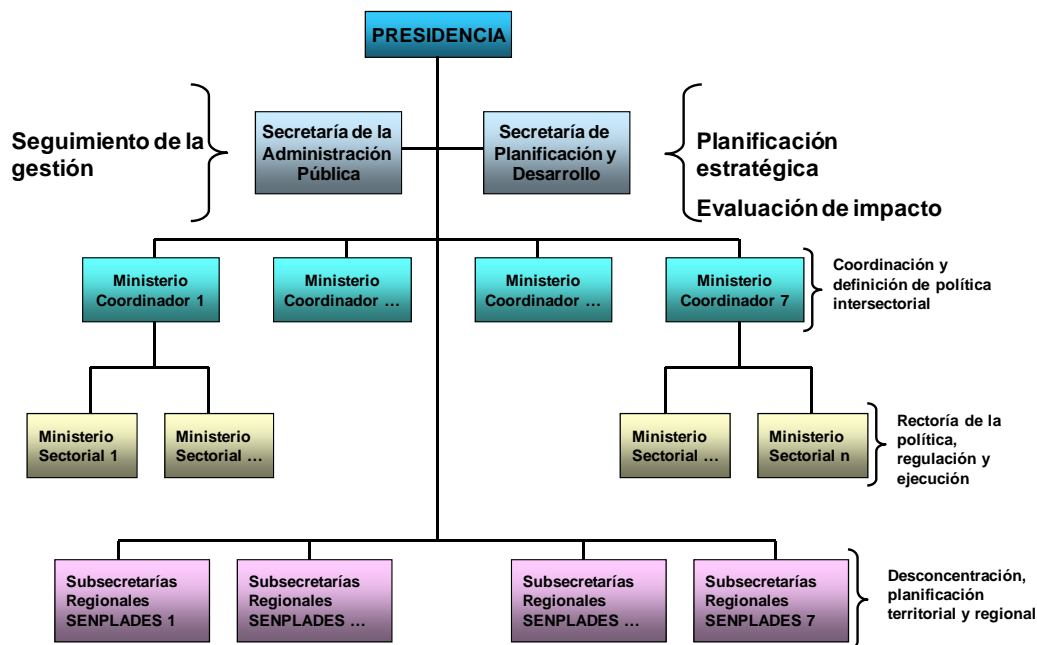 PRESIDENCIA
Seguimiento de la
gestión
Secretaría de la
Administración
Pública
Secretaría de
Planificación y
Desarrollo
Planificación
estratégica
Evaluación de impacto
Ministerio
Coordinador 1
Ministerio
Coordinador ...
Ministerio
Coordinador ...
Ministerio
Coordinador 7
Coordinación y
definición de política
intersectorial
Ministerio
Sectorial 1
Ministerio
Sectorial ...
Ministerio
Sectorial ...
Ministerio
Sectorial n
Rectoría de la
política,
regulación y
ejecución
Subsecretarías
Regionales
SENPLADES 1
Subsecretarías
Regionales
SENPLADES ...
Subsecretarías
Regionales
SENPLADES ...
Subsecretarías
Regionales
SENPLADES 7
Desconcentración,
planificación
territorial y regional